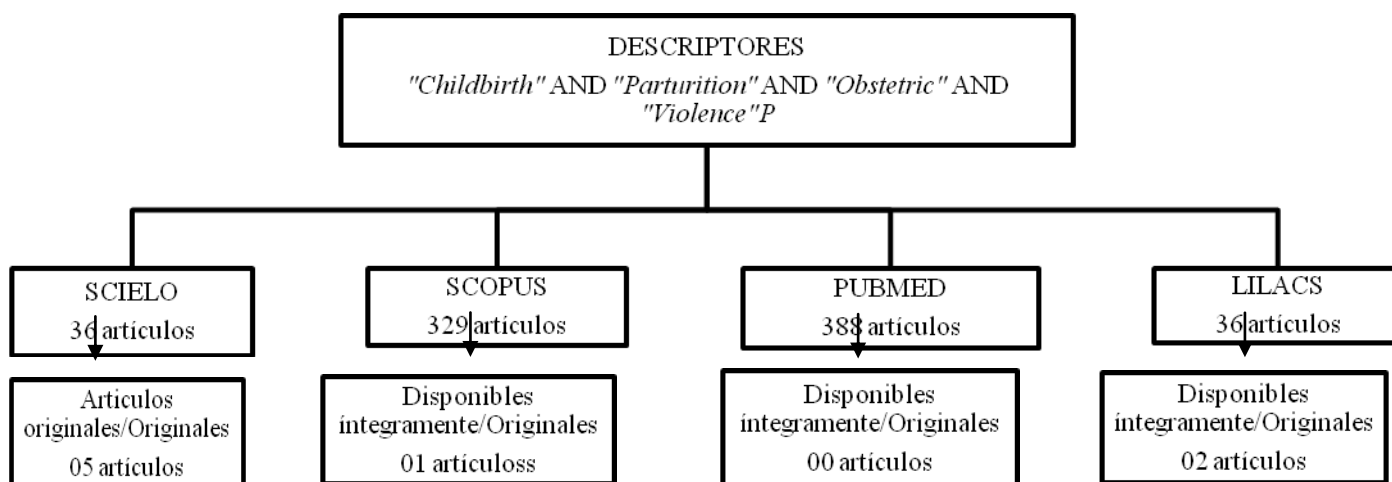 DESCRIPTORES
"Childbirth" AND "Parturition" AND "Obstetric" AND
"Violence"P
SCIELO
36 artículos
SCOPUS
329 artículos
PUBMED
388 artículos
LILACS
36 artículos
Artículos
originales/Originales
05 artículos
Disponibles
íntegramente/Originales
01 artículoss
Disponibles
íntegramente/Originales
00 artículos
Disponibles
íntegramente/Originales
02 artículos